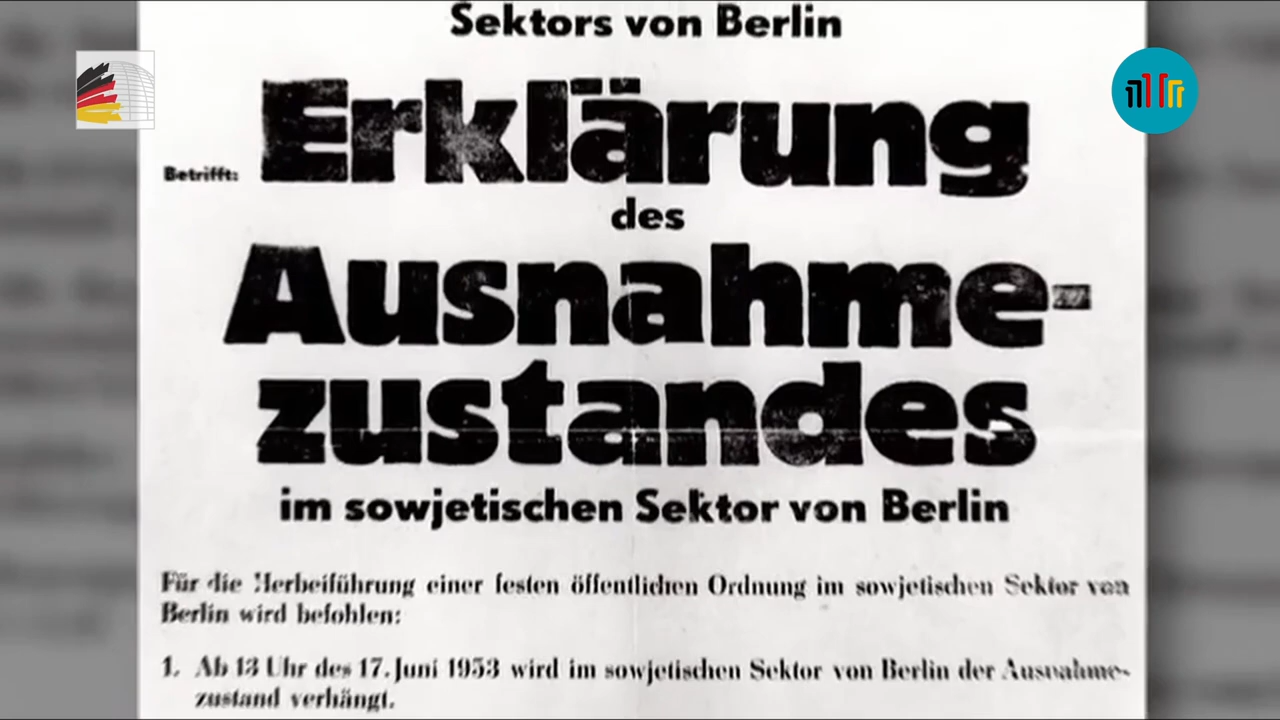 Sektors von Berlin
Betrifft: Erklärung
des
Ausnahme-
zustandes
im sowjetischen Sektor von Berlin
Für die Herbeiführung einer festen öffentlichen Ordnung im sowjetischen Sektor von
Berlin wird befohlen:
1. Ab 13 Uhr des 17. Juni 1953 wird im sowjetischen Sektor von Berlin der Ausnahme-
zustand verhängt.